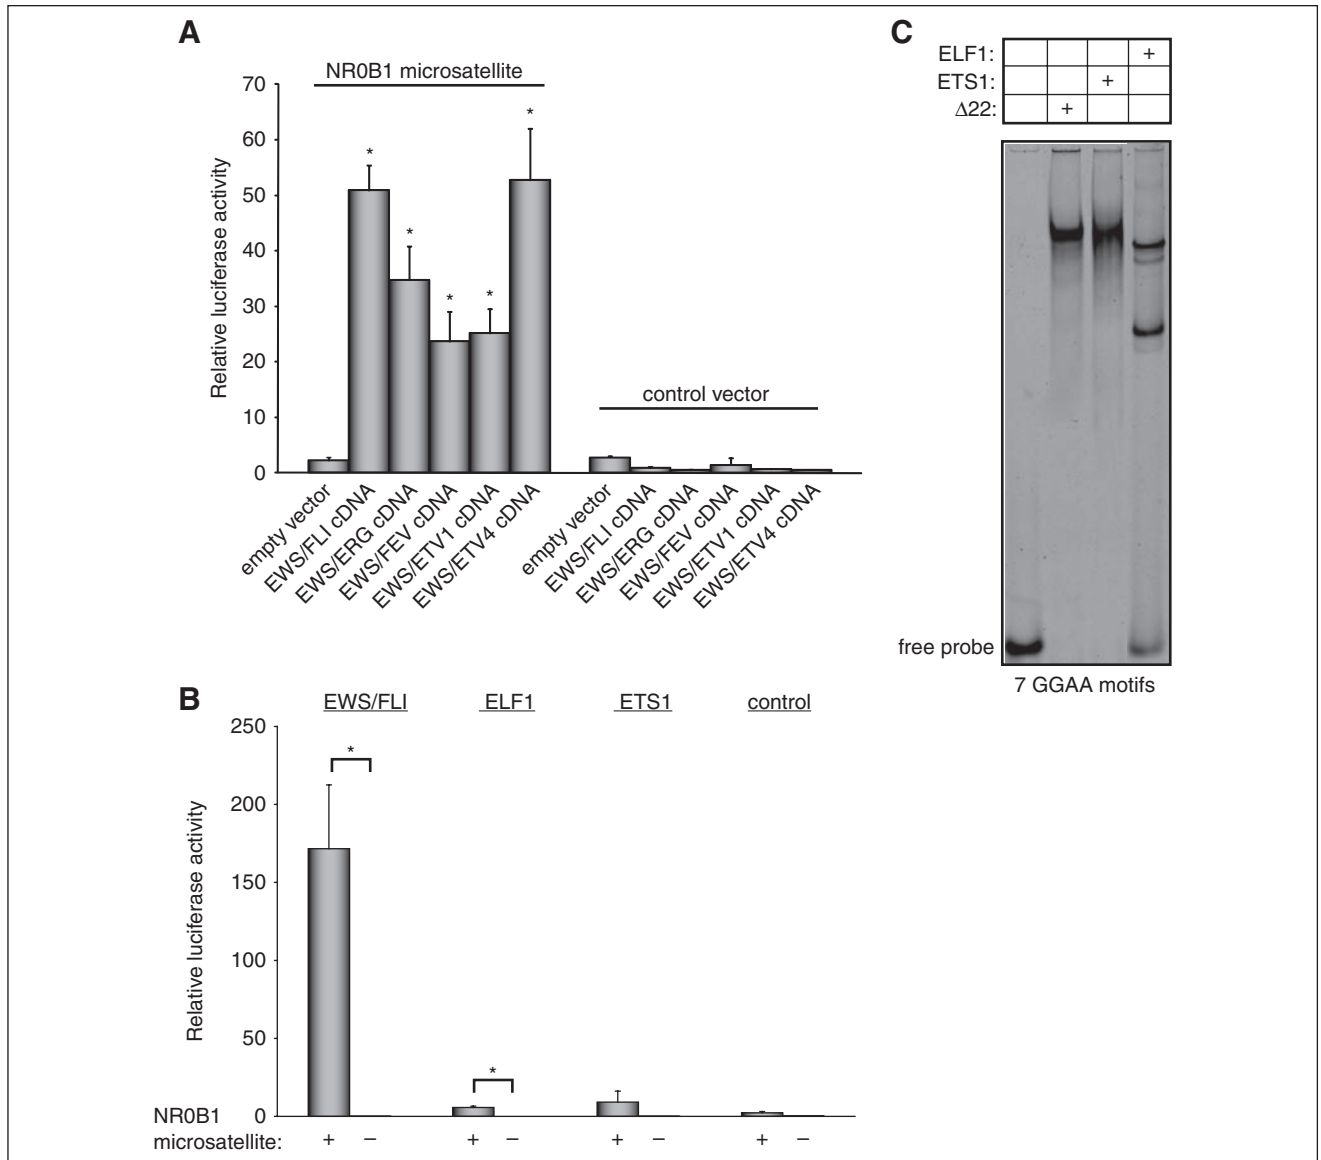 A
NR0B1 microsatellite
Relative luciferase activity
70
60
50
40
30
20
10
0
* * * * *
control vector
empty vector
EWS/FLI cDNA
EWS/ERG cDNA
EWS/FEV cDNA
EWS/ETV1 cDNA
EWS/ETV4 cDNA
empty vector
EWS/FLI cDNA
EWS/ERG cDNA
EWS/FEV cDNA
EWS/ETV1 cDNA
EWS/ETV4 cDNA
B
EWS/FLI ELF1 ETS1 control
Relative luciferase activity
250
200
150
100
50
0
* *
NR0B1
microsatellite: + − + − + − + −
C
ELF1: +
ETS1: +
Δ22: +
free probe
7 GGAA motifs